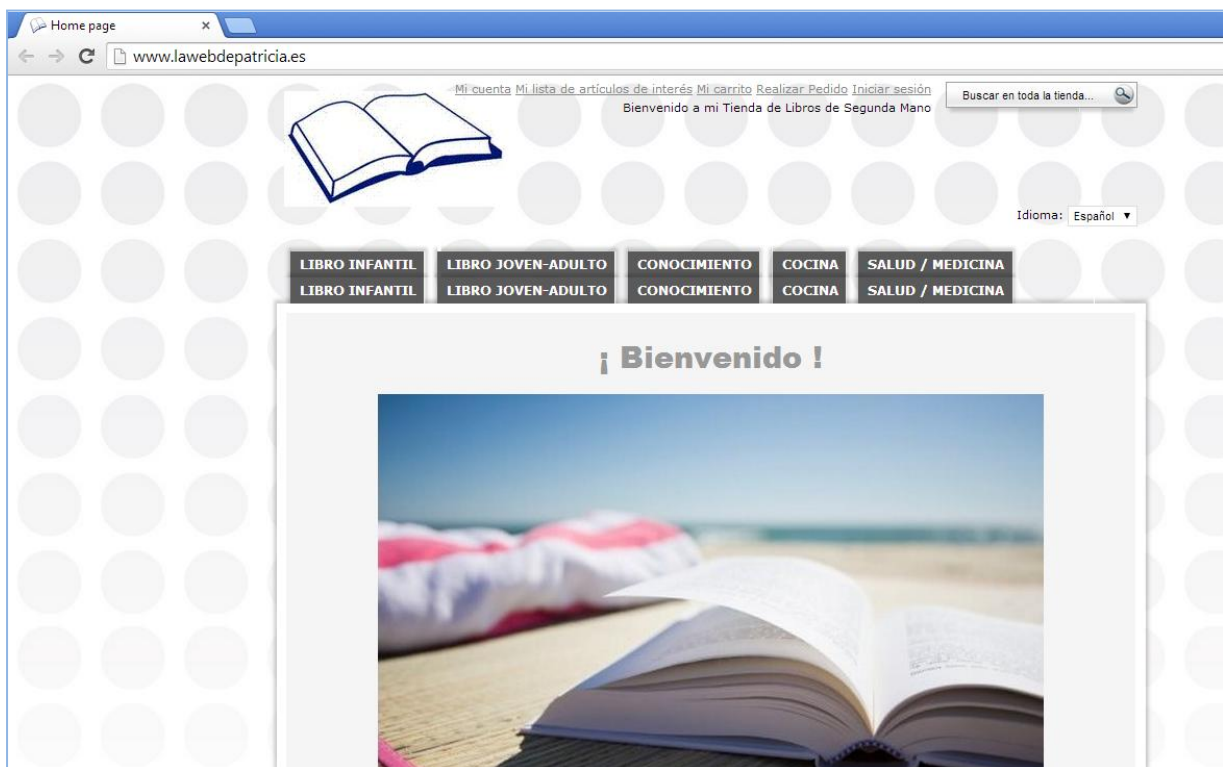 Home page
www.lawebdepatricia.es
Mi cuenta Mi lista de artículos de interés Mi carrito Realizar Pedido Iniciar sesión
Bienvenido a mi Tienda de Libros de Segunda Mano
Buscar en toda la tienda...
Idioma: Español
LIBRO INFANTIL LIBRO JOVEN-ADULTO CONOCIMIENTO COCINA SALUD / MEDICINA
LIBRO INFANTIL LIBRO JOVEN-ADULTO CONOCIMIENTO COCINA SALUD / MEDICINA
¡ Bienvenido !